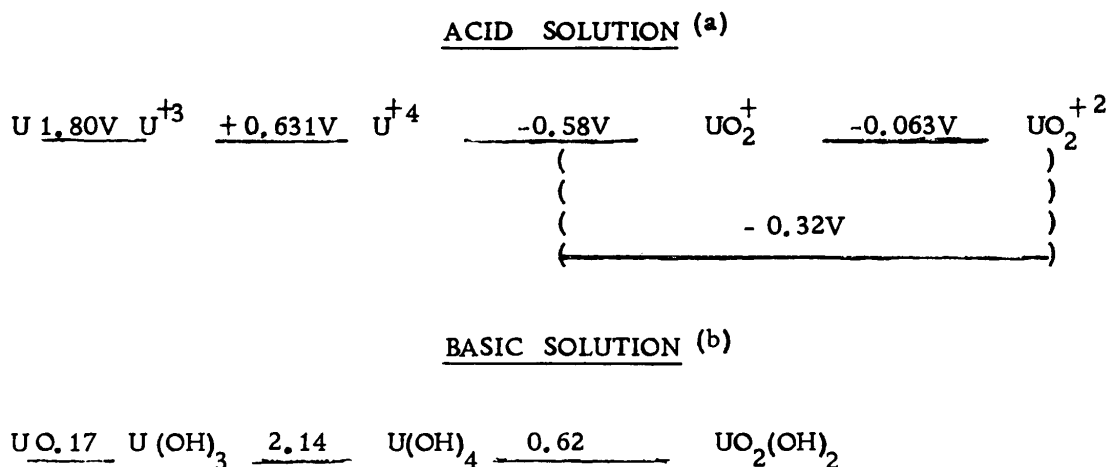 ACID SOLUTION (a)
U 1.80V U+3 +0.631V U+4 -0.58V UO2+ -0.063V UO2+2
- 0.32V
BASIC SOLUTION (b)
U 0.17 U(OH)3 2.14 U(OH)4 0.62 UO2(OH)2